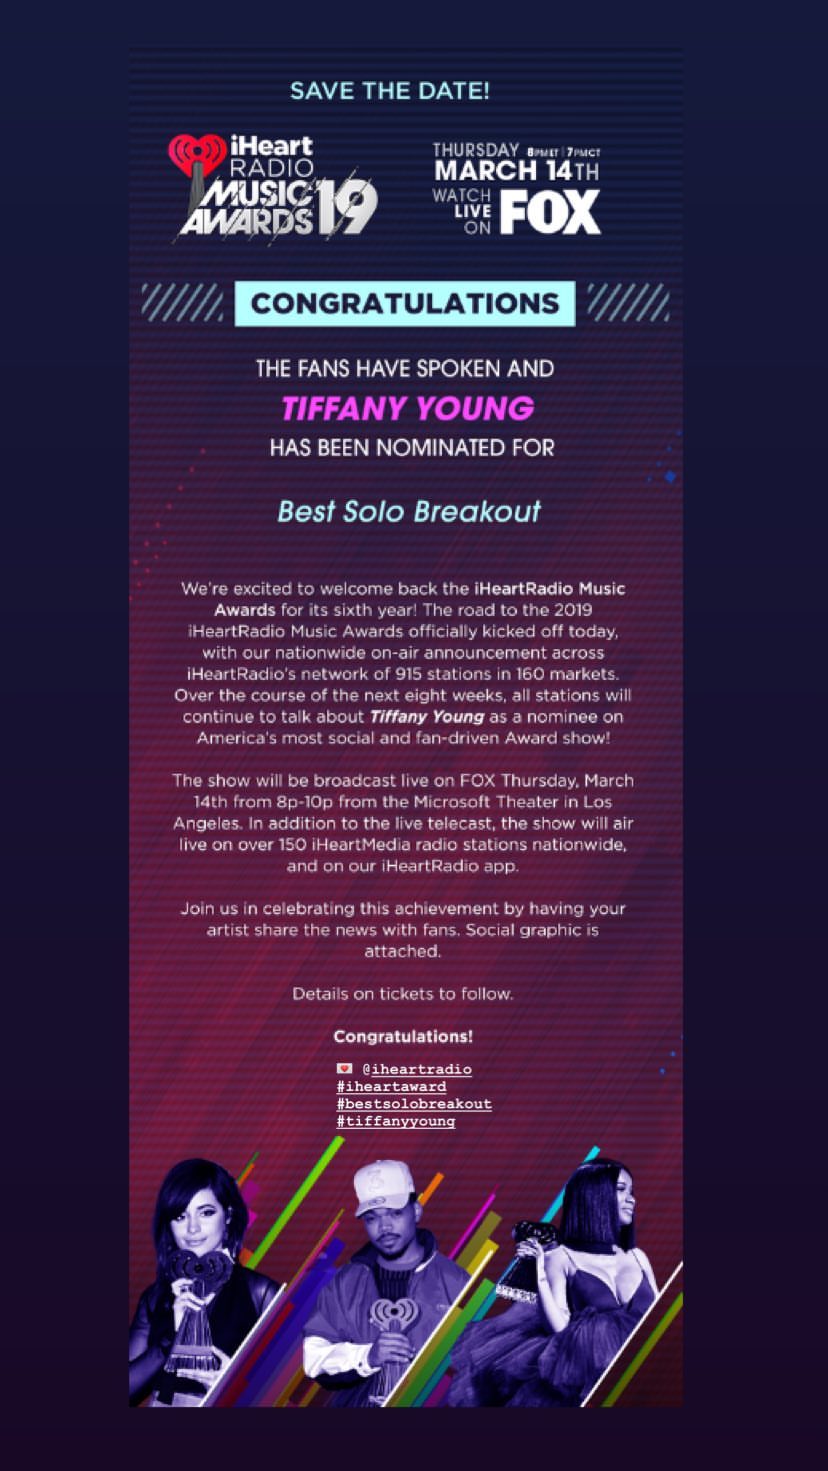 SAVE THE DATE!
iHeart
RADIO
MUSIC
AWARDS '19
THURSDAY 8PM ET | 7PM CT
MARCH 14TH
WATCH
LIVE
ON
FOX
CONGRATULATIONS
THE FANS HAVE SPOKEN AND
TIFFANY YOUNG
HAS BEEN NOMINATED FOR
Best Solo Breakout
We're excited to welcome back the iHeartRadio Music
Awards for its sixth year! The road to the 2019
iHeartRadio Music Awards officially kicked off today,
with our nationwide on-air announcement across
iHeartRadio's network of 915 stations in 160 markets.
Over the course of the next eight weeks, all stations will
continue to talk about Tiffany Young as a nominee on
America's most social and fan-driven Award show!
The show will be broadcast live on FOX Thursday, March
14th from 8p-10p from the Microsoft Theater in Los
Angeles. In addition to the live telecast, the show will air
live on over 150 iHeartMedia radio stations nationwide,
and on our iHeartRadio app.
Join us in celebrating this achievement by having your
artist share the news with fans. Social graphic is
attached.
Details on tickets to follow.
Congratulations!
💌 @iheartradio
#iheartaward
#bestsolobreakout
#tiffanyyoung